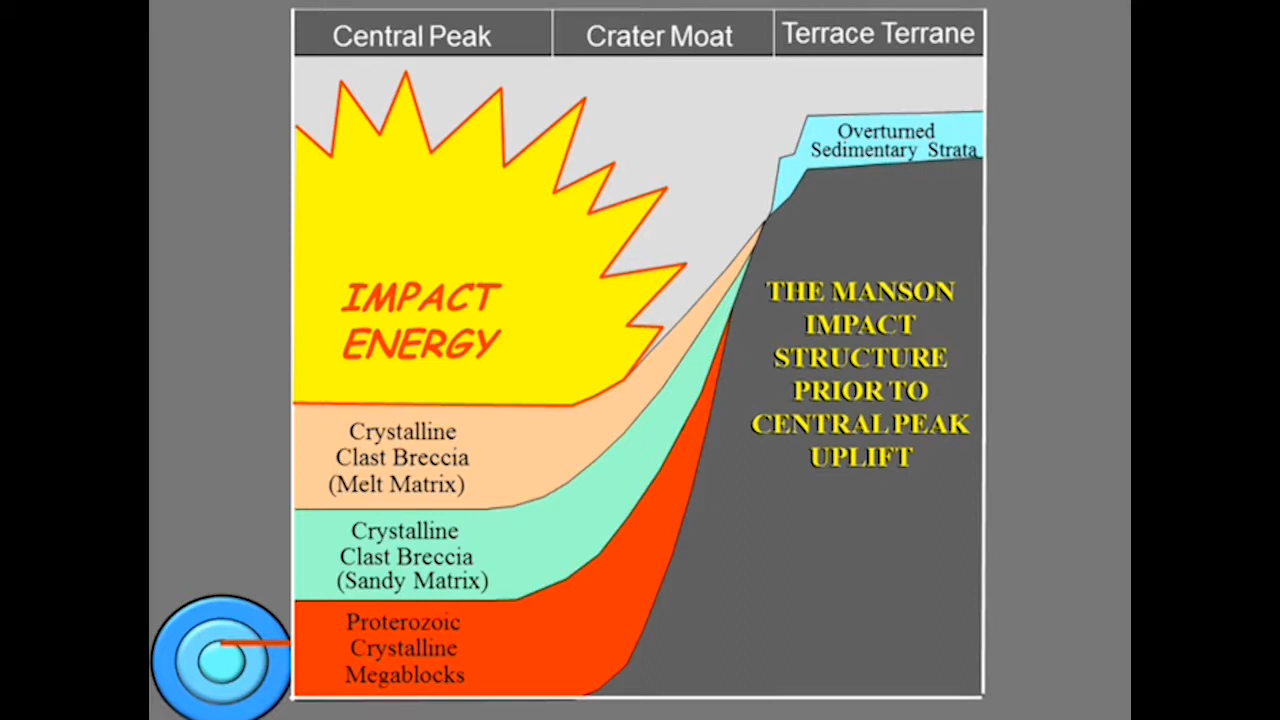 Central Peak
Crater Moat
Terrace Terrane
Overturned
Sedimentary Strata
IMPACT
ENERGY
THE MANSON
IMPACT
STRUCTURE
PRIOR TO
CENTRAL PEAK
UPLIFT
Crystalline
Clast Breccia
(Melt Matrix)
Crystalline
Clast Breccia
(Sandy Matrix)
Proterozoic
Crystalline
Megablocks